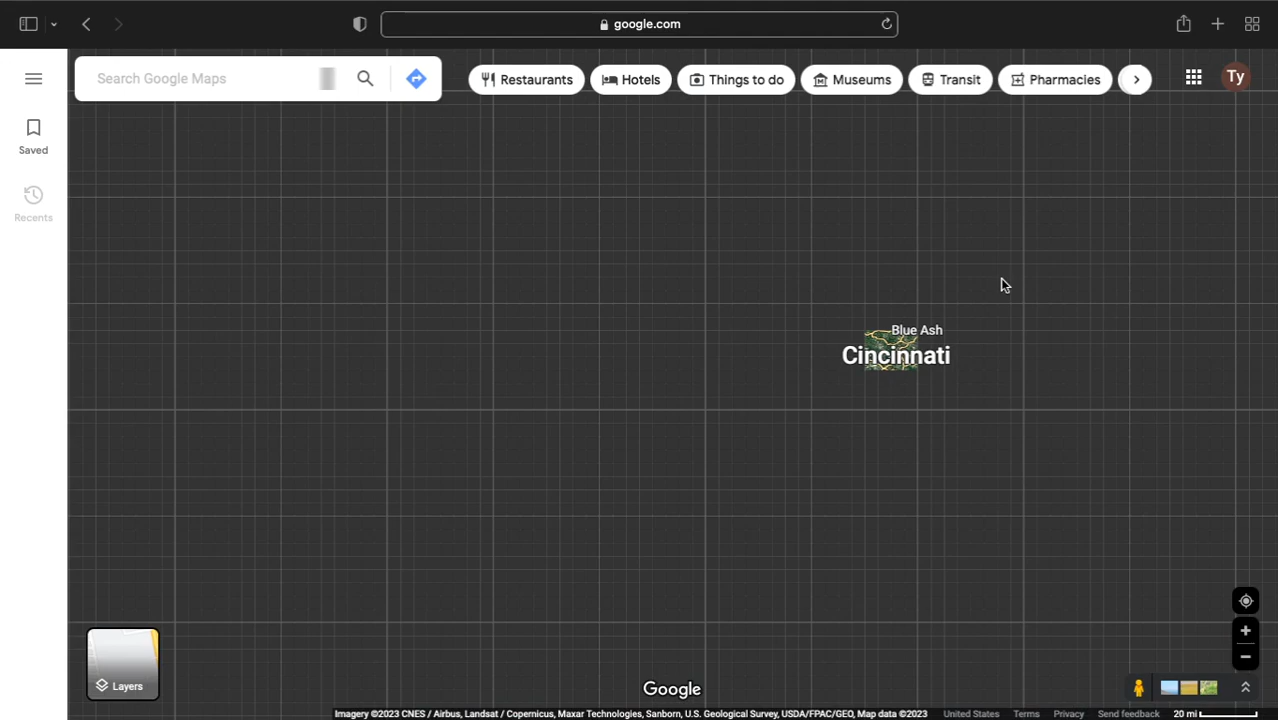 google.com
Search Google Maps
Restaurants
Hotels
Things to do
Museums
Transit
Pharmacies
Ty
Saved
Recents
Blue Ash
Cincinnati
Layers
Google
Imagery ©2023 CNES / Airbus, Landsat / Copernicus, Maxar Technologies, Sanborn, U.S. Geological Survey, USDA/FPAC/GEO, Map data ©2023
United States
Terms
Privacy
Send feedback
20 mi